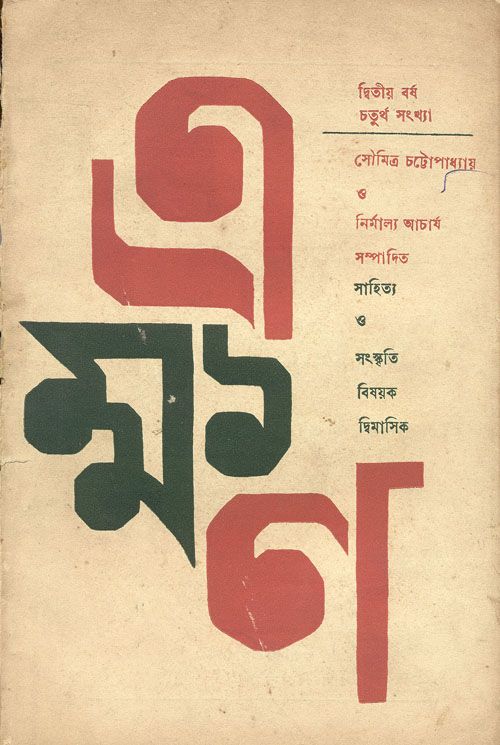 এ
ক্ষ
ণ
দ্বিতীয় বর্ষ
চতুর্থ সংখ্যা
সৌমিত্র চট্টোপাধ্যায়
ও
নির্মাল্য আচার্য
সম্পাদিত
সাহিত্য
ও
সংস্কৃতি
বিষয়ক
দ্বিমাসিক